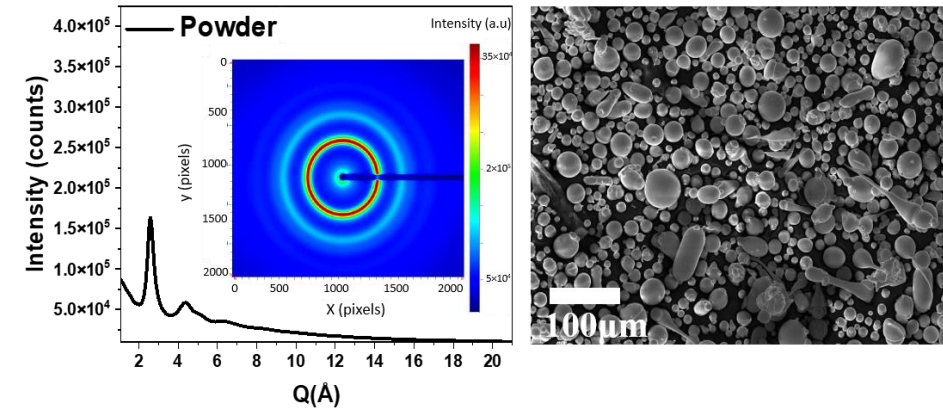 Powder
Intensity (counts)
4.0×10⁵
3.5×10⁵
3.0×10⁵
2.5×10⁵
2.0×10⁵
1.5×10⁵
1.0×10⁵
5.0×10⁴
2 4 6 8 10 12 14 16 18 20
Q(Å)
Intensity (a.u)
35×10⁴
2×10⁵
5×10⁴
y (pixels)
0
500
1000
1500
2000
0 500 1000 1500 2000
X (pixels)
100um